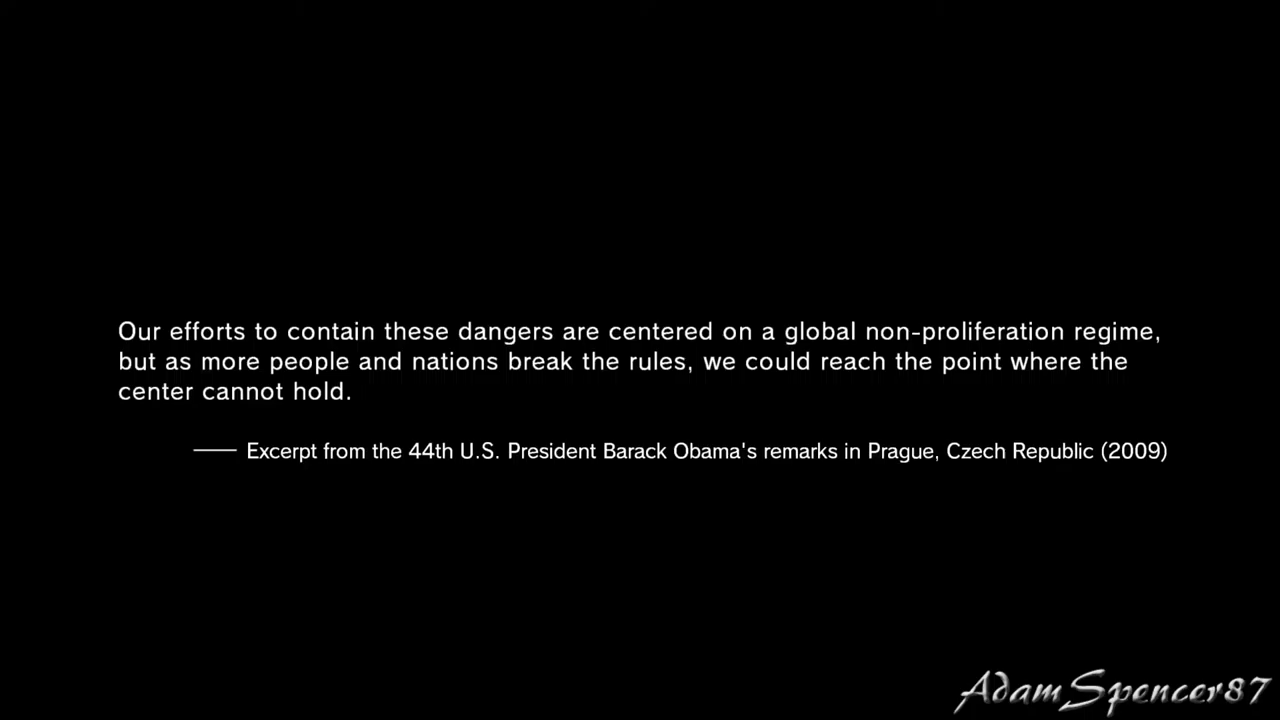 Our efforts to contain these dangers are centered on a global non-proliferation regime,
but as more people and nations break the rules, we could reach the point where the
center cannot hold.
—— Excerpt from the 44th U.S. President Barack Obama's remarks in Prague, Czech Republic (2009)
AdamSpencer87